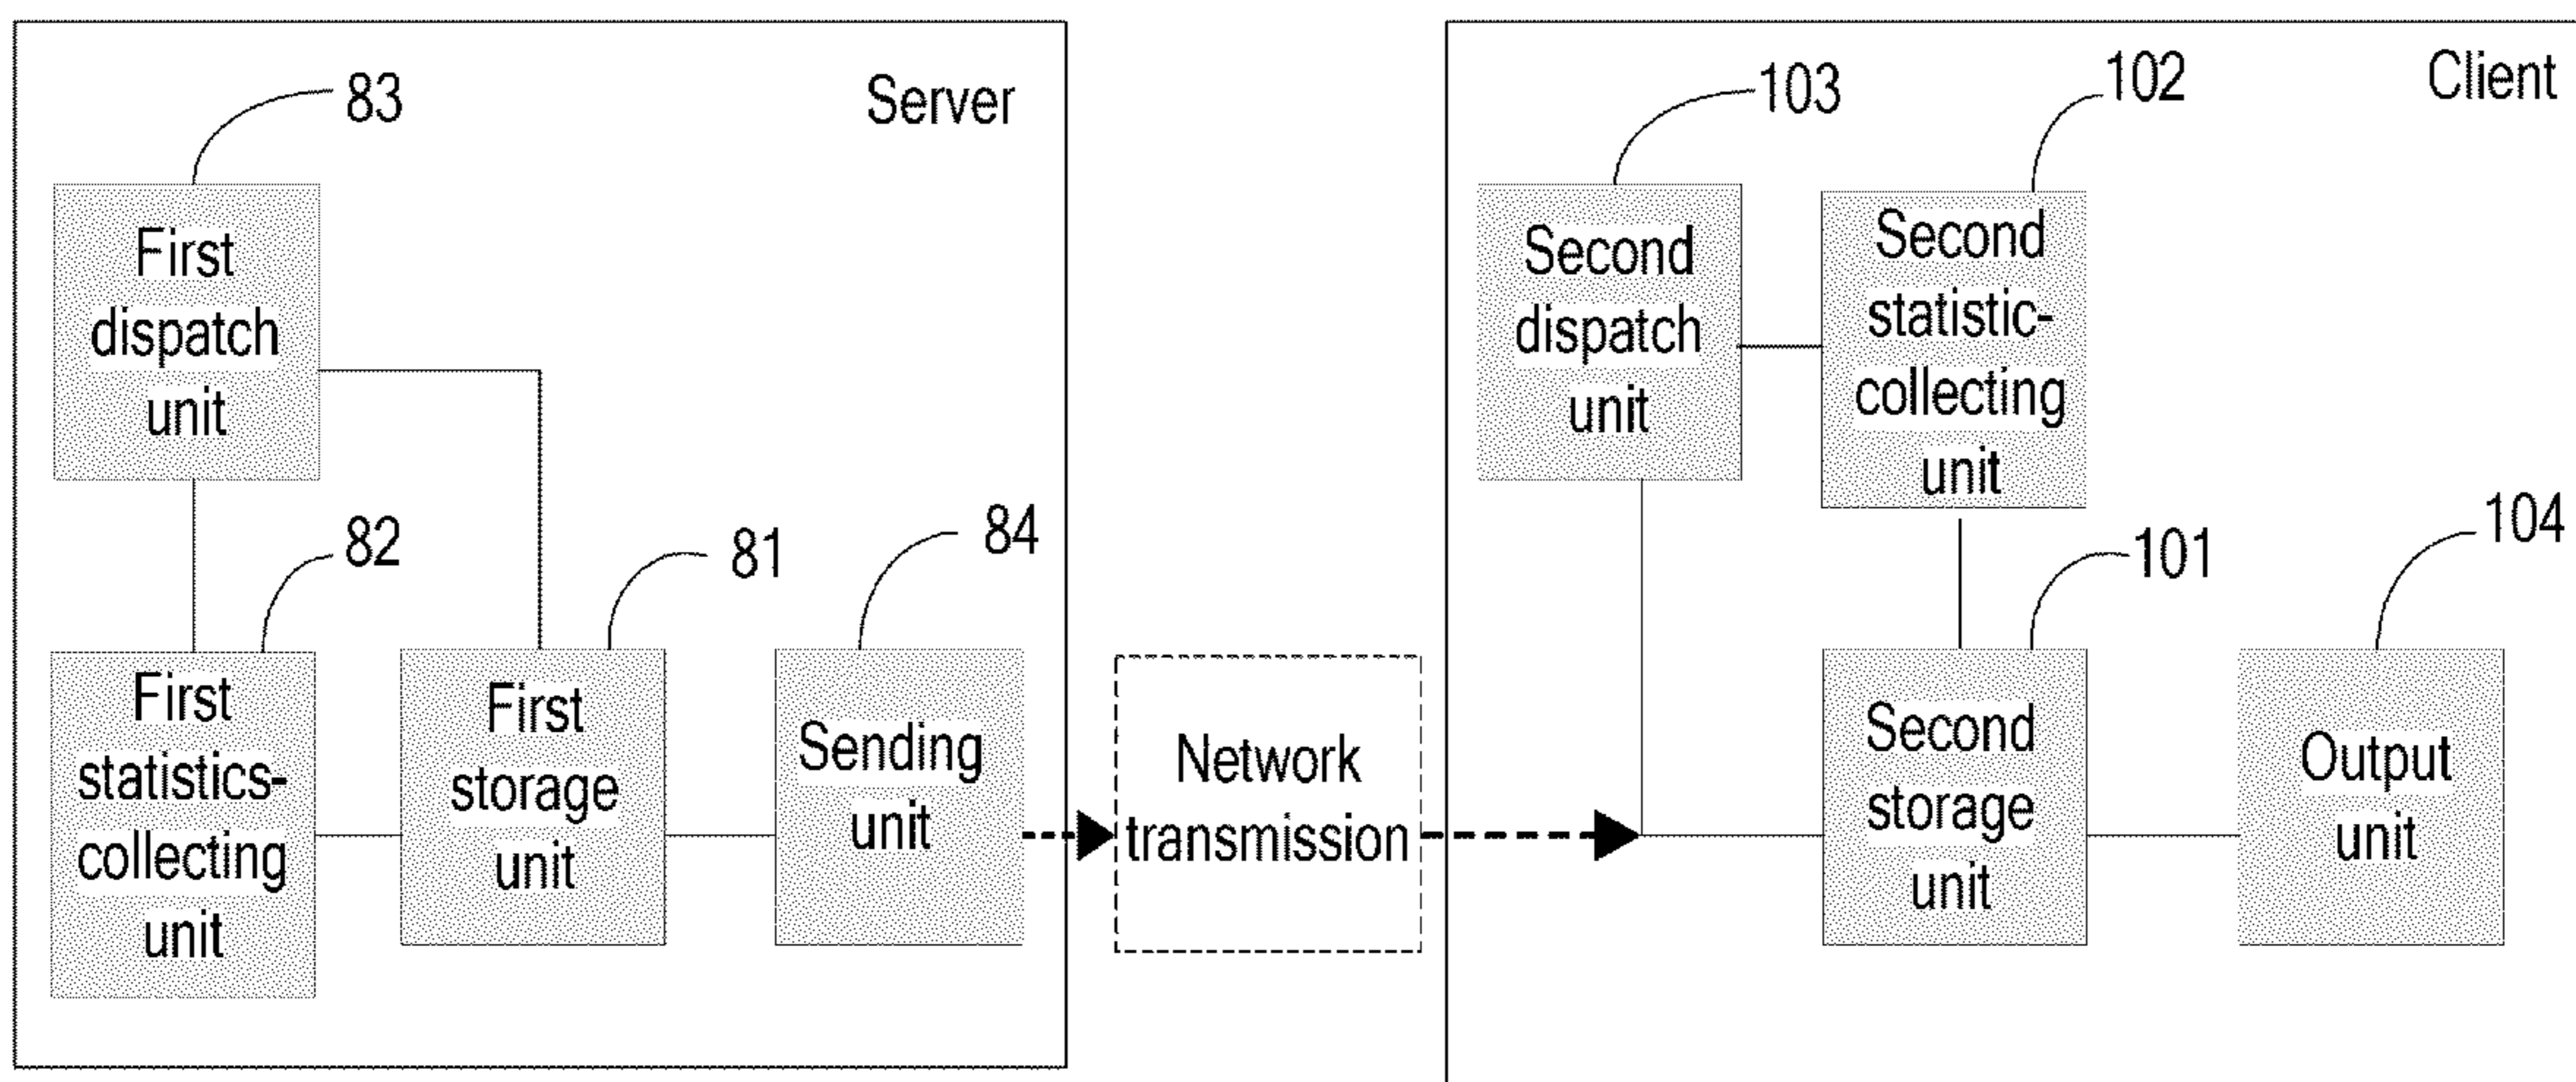 Server
83
First
dispatch
unit
82
First
statistics-
collecting
unit
81
First
storage
unit
84
Sending
unit
Network
transmission
Client
103
Second
dispatch
unit
102
Second
statistic-
collecting
unit
101
Second
storage
unit
104
Output
unit